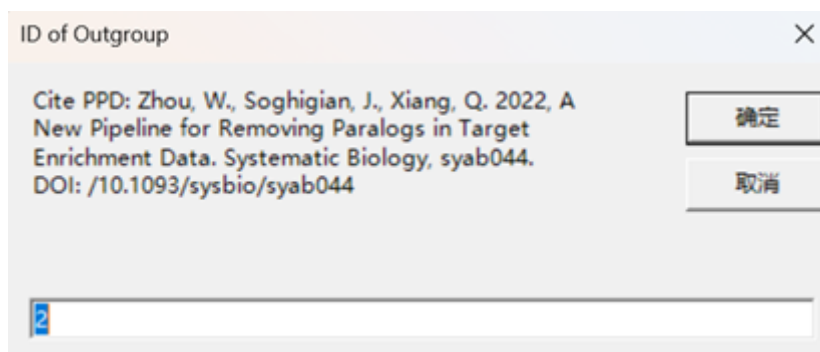 ID of Outgroup
Cite PPD: Zhou, W., Soghigian, J., Xiang, Q. 2022, A
New Pipeline for Removing Paralogs in Target
Enrichment Data. Systematic Biology, syab044.
DOI: /10.1093/sysbio/syab044
确定
取消
2